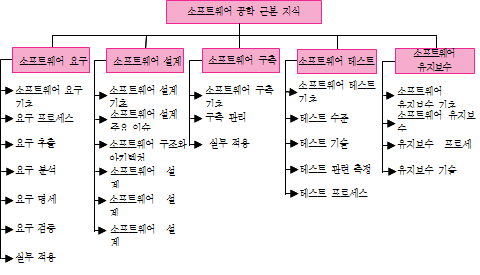 소프트웨어 공학 근본 지식
소프트웨어 요구
소프트웨어 요구
기초
요구 프로세스
요구 추출
요구 분석
요구 명세
요구 검증
실무 적용
소프트웨어 설계
소프트웨어 설계
기초
소프트웨어 설계
주요 이슈
소프트웨어 구조와
아키텍처
소프트웨어 설
계
소프트웨어 설
계
소프트웨어 설
계
소프트웨어 구축
소프트웨어 구축
기초
구축 관리
실무 적용
소프트웨어 테스트
소프트웨어 테스트
기초
테스트 수준
테스트 기술
테스트 관련 측정
테스트 프로세스
소프트웨어
유지보수
소프트웨어
유지보수 기초
소프트웨어 유지보
수
유지보수 프로세
유지보수 기술